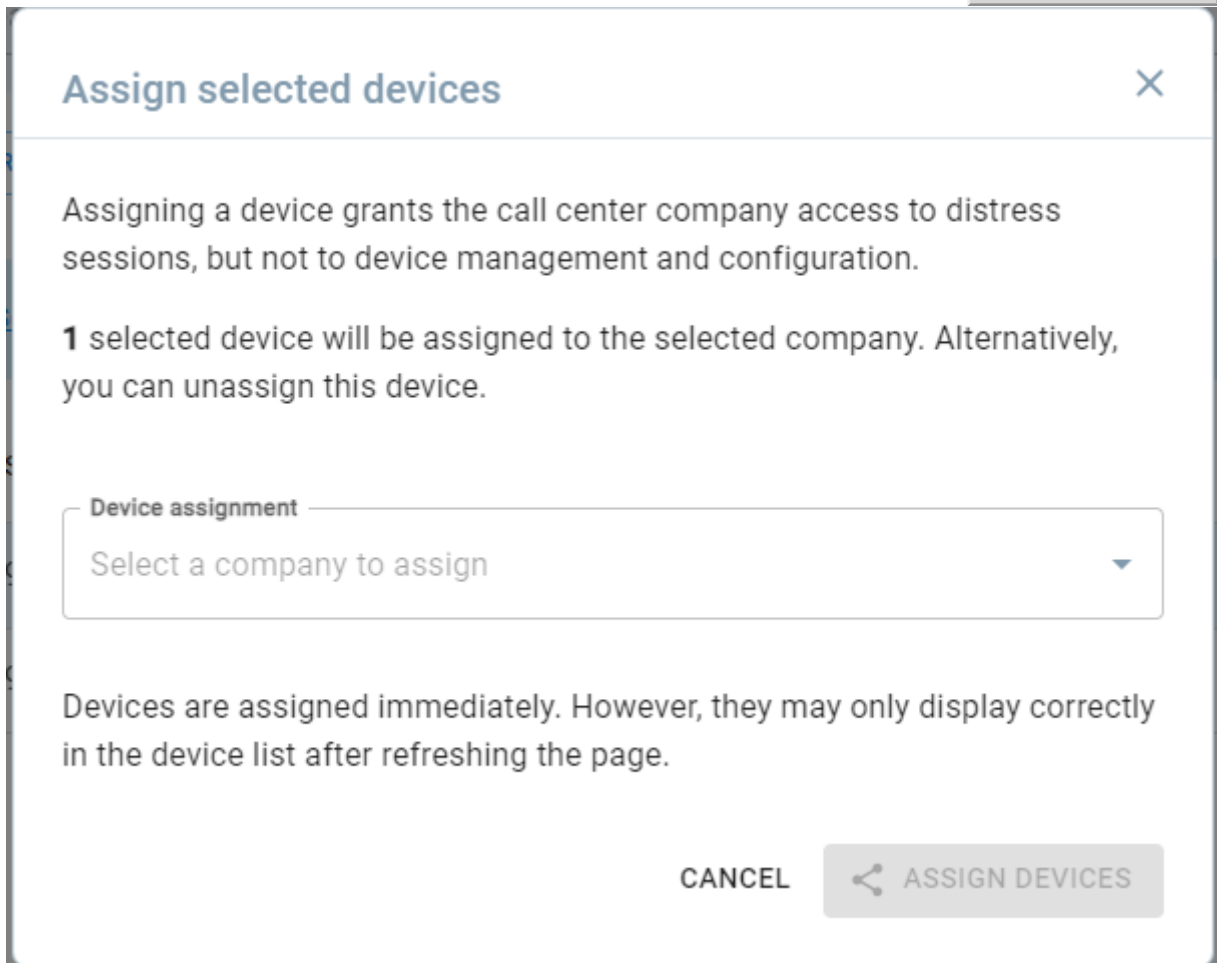 Assign selected devices
Assigning a device grants the call center company access to distress
sessions, but not to device management and configuration.
1 selected device will be assigned to the selected company. Alternatively,
you can unassign this device.
Device assignment
Select a company to assign
Devices are assigned immediately. However, they may only display correctly
in the device list after refreshing the page.
CANCEL
ASSIGN DEVICES